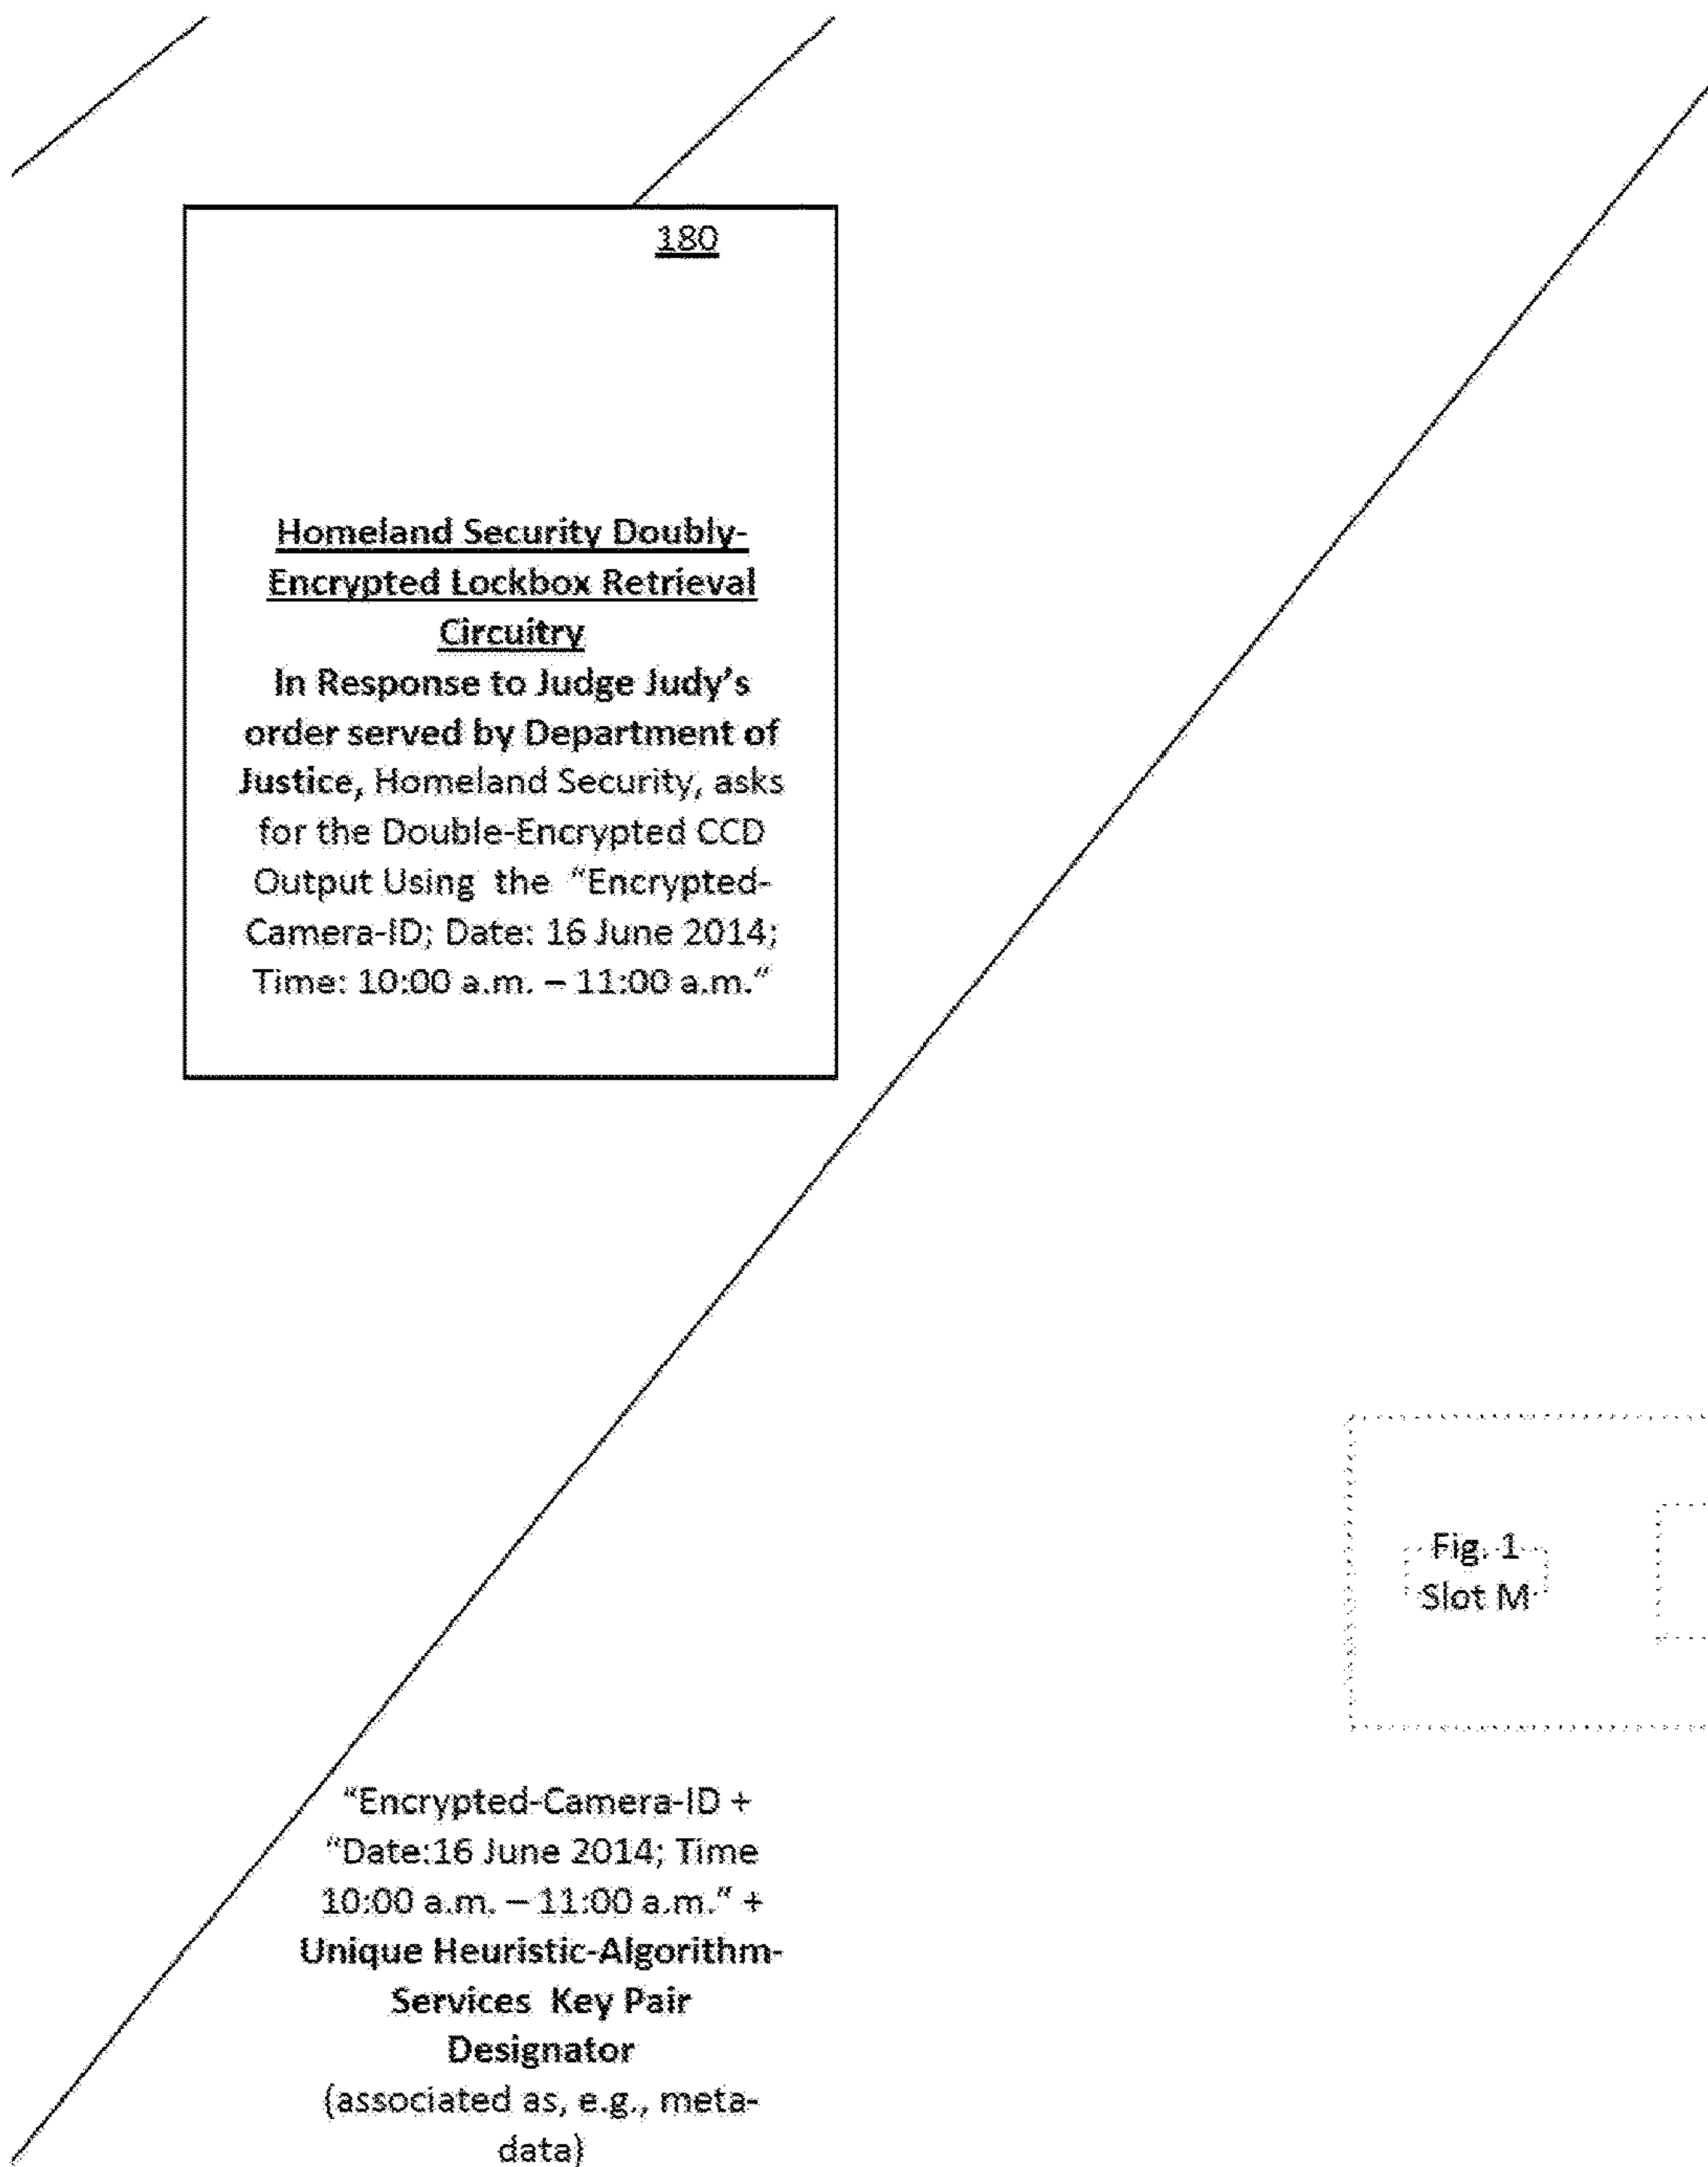 180
Homeland Security Doubly-
Encrypted Lockbox Retrieval
Circuitry
In Response to Judge Judy’s
order served by Department of
Justice, Homeland Security, asks
for the Double-Encrypted CCD
Output Using the “Encrypted-
Camera-ID; Date: 16 June 2014;
Time: 10:00 a.m. – 11:00 a.m.“
Fig. 1
Slot M
“Encrypted-Camera-ID +
“Date:16 June 2014; Time
10:00 a.m. – 11:00 a.m.” +
Unique Heuristic-Algorithm-
Services Key Pair
Designator
(associated as, e.g., meta-
data)